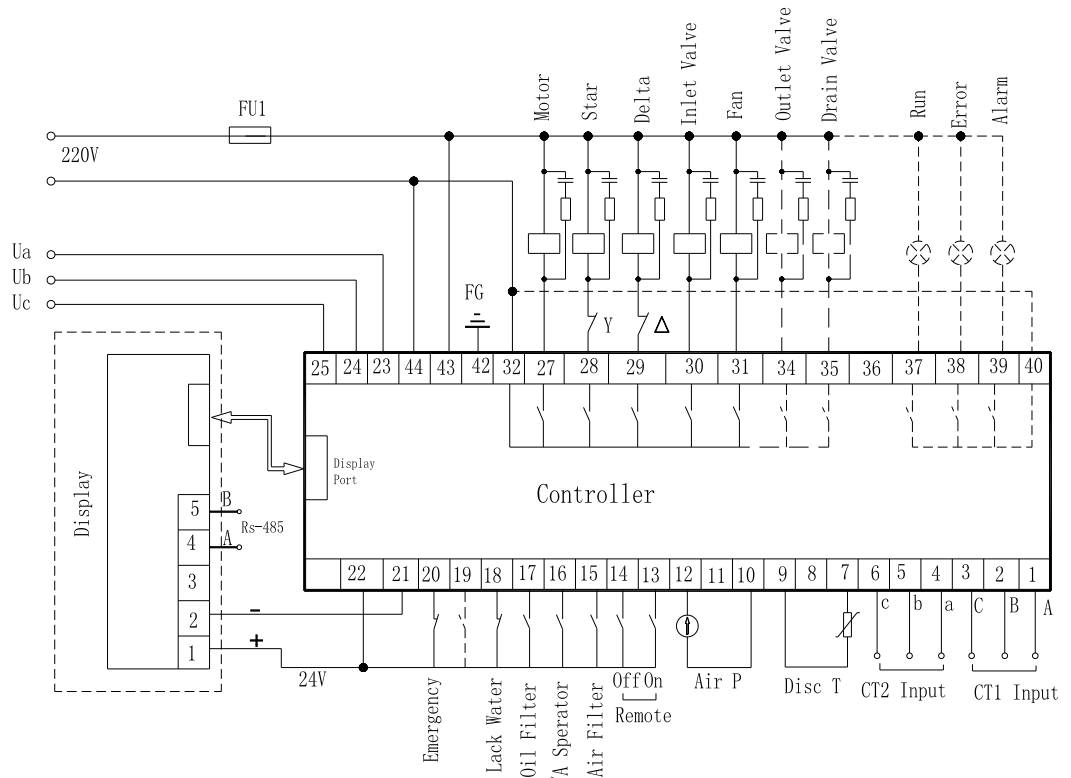 Motor
Star
Delta
Inlet Valve
Fan
Outlet Valve
Drain Valve
Run
Error
Alarm
FU1
220V
Ua
Ub
Uc
FG
Y
Δ
25 24 23 44 43 42 32 27 28 29 30 31 34 35 36 37 38 39 40
Display
Port
Controller
Display
5 B
Rs-485
4 A
3
2 -
1 +
24V
22 21 20 19 18 17 16 15 14 13 12 11 10 9 8 7 6 5 4 3 2 1
c b a C B A
Emergency
Lack Water
Oil Filter
A Sperator
Air Filter
Off On
Remote
Air P
Disc T
CT2 Input
CT1 Input